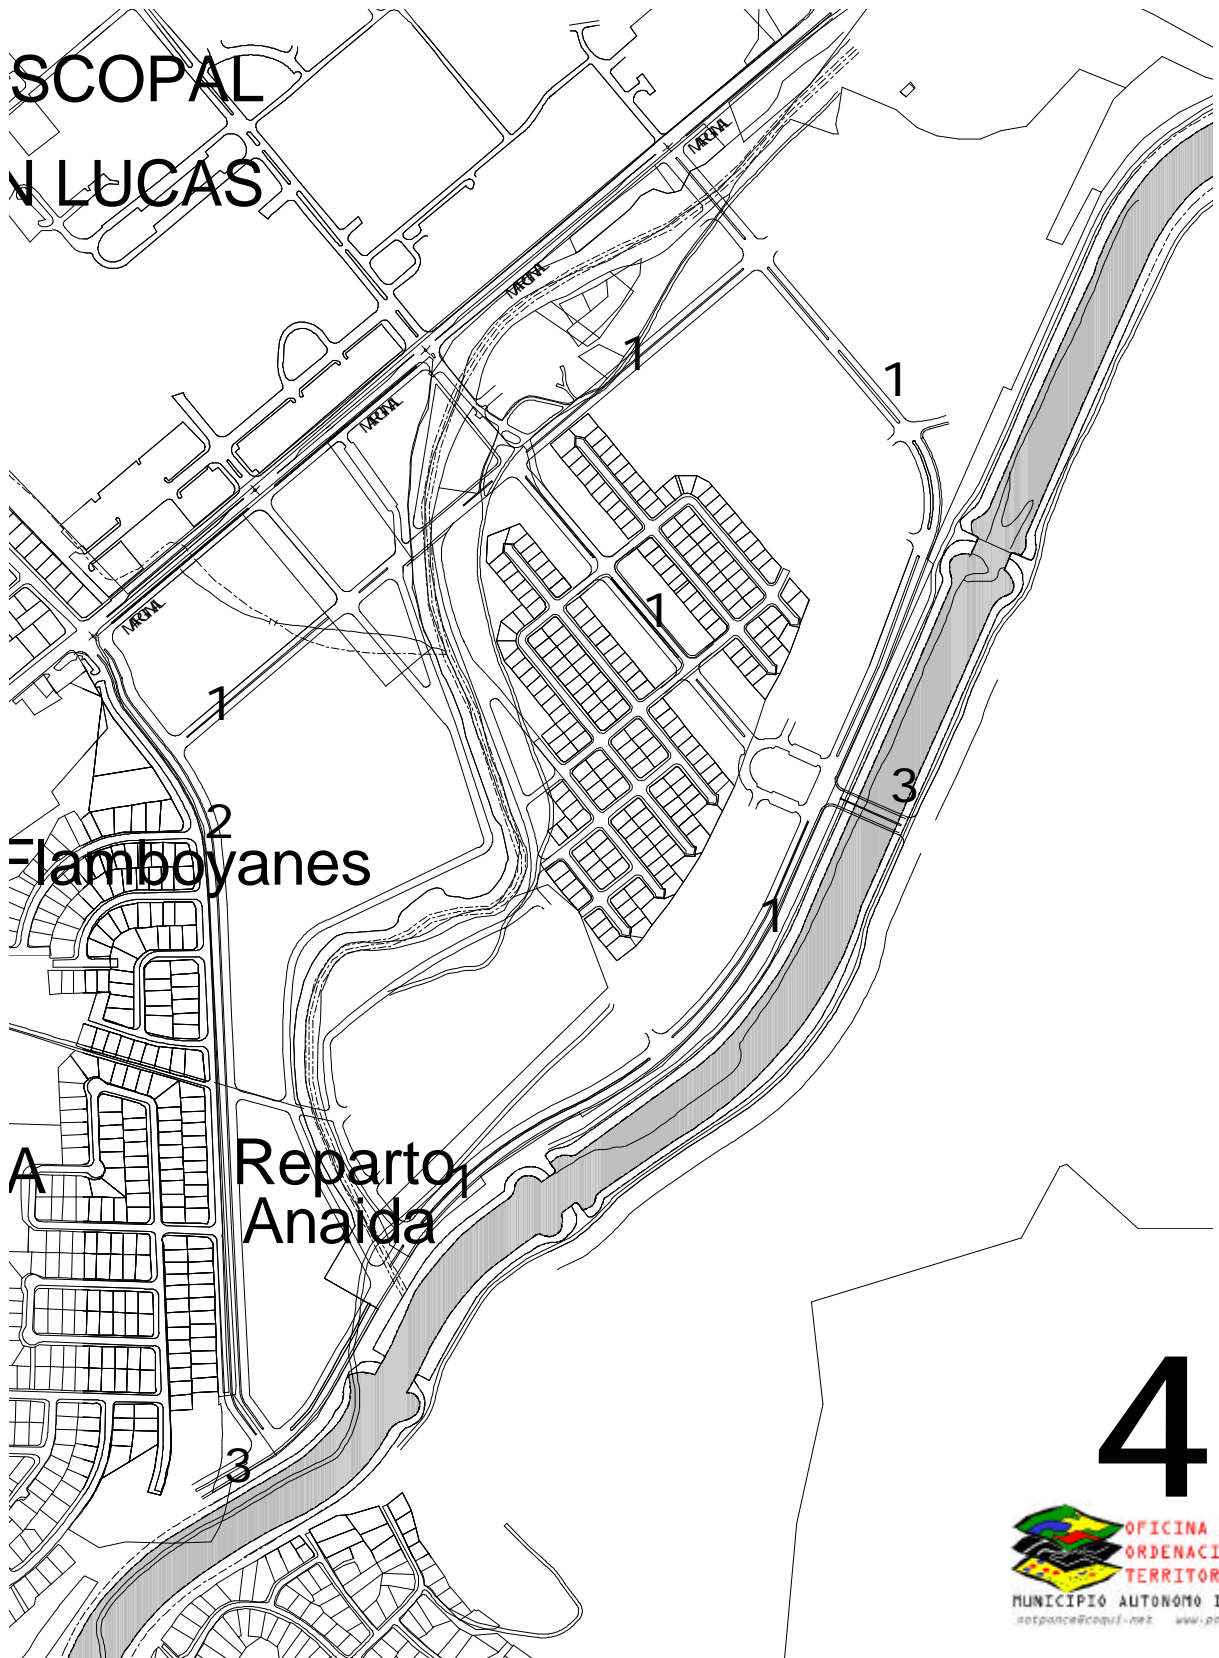 SCOPAL
N LUCAS
MARGINAL
MARGINAL
1
1
MARGINAL
1
MARGINAL
1
3
2
Flamboyanes
1
Reparto
1
A
Anaida
4
3
OFICINA
ORDENACI
TERRITOR
MUNICIPIO AUTONOMO D